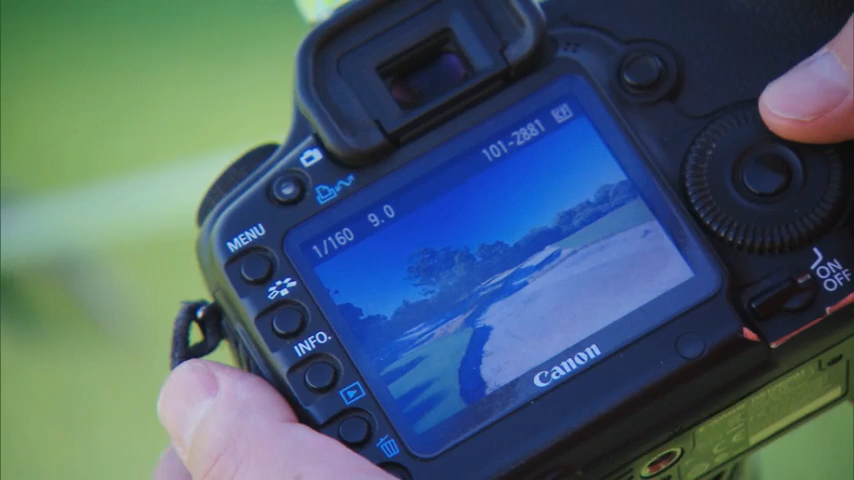 101-2881
1/160 9.0
MENU
INFO.
ON
OFF
Canon